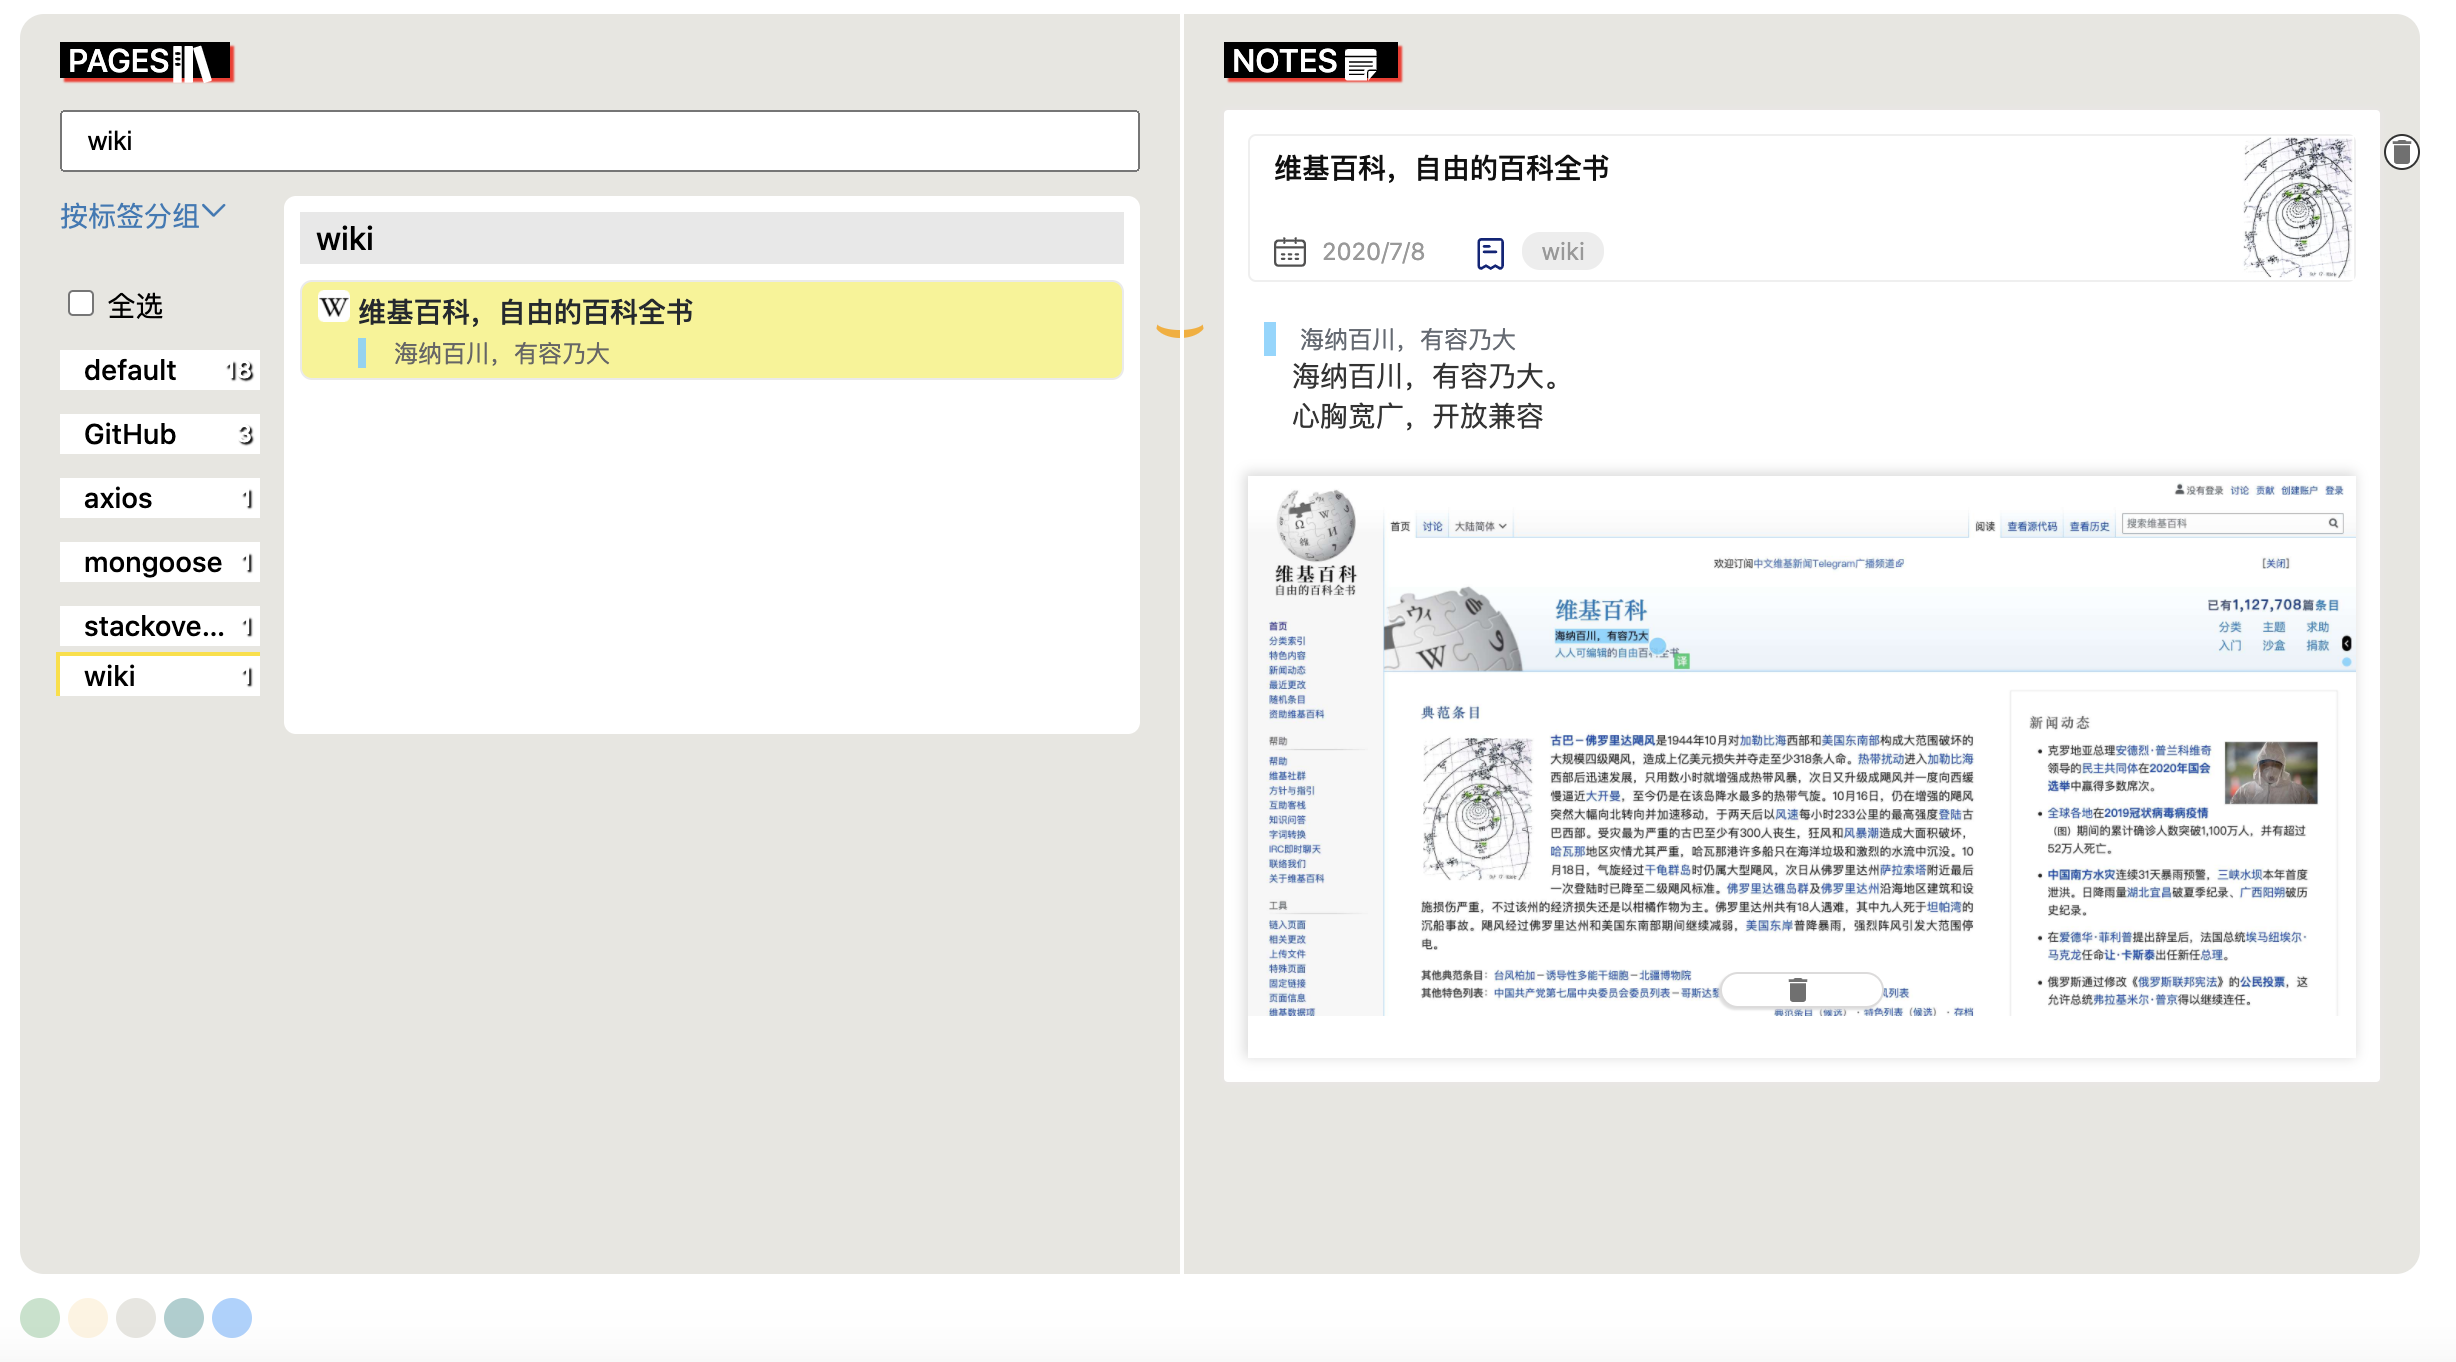 PAGES
wiki
按标签分组
全选
default 18
GitHub 3
axios 1
mongoose 1
stackove... 1
wiki 1
wiki
维基百科，自由的百科全书
海纳百川，有容乃大
NOTES
维基百科，自由的百科全书
2020/7/8 wiki
海纳百川，有容乃大
海纳百川，有容乃大。
心胸宽广，开放兼容
没有登录 讨论 贡献 创建账户 登录
首页 讨论 大陆简体 阅读 查看源代码 查看历史 搜索维基百科
维基百科
自由的百科全书
欢迎订阅中文维基新闻Telegram广播频道 [关闭]
维基百科
海纳百川，有容乃大
人人可编辑的自由百科全书
译
已有1,127,708篇条目
分类 主题 求助
入门 沙盒 捐款
首页
分类索引
特色内容
新闻动态
最近更改
随机条目
资助维基百科
帮助
帮助
维基社群
方针与指引
互助客栈
知识问答
字词转换
IRC即时聊天
联络我们
关于维基百科
工具
链入页面
相关更改
上传文件
特殊页面
固定链接
页面信息
维基数据项
典范条目
古巴－佛罗里达飓风是1944年10月对加勒比海西部和美国东南部构成大范围破坏的
大规模四级飓风，造成上亿美元损失并夺走至少318条人命。热带扰动进入加勒比海
西部后迅速发展，只用数小时就增强成热带风暴，次日又升级成飓风并一度向西缓
慢逼近大开曼，至今仍是在该岛降水最多的热带气旋。10月16日，仍在增强的飓风
突然大幅向北转向并加速移动，于两天后以风速每小时233公里的最高强度登陆古
巴西部。受灾最为严重的古巴至少有300人丧生，狂风和风暴潮造成大面积破坏，
哈瓦那地区灾情尤其严重，哈瓦那港许多船只在海洋垃圾和激烈的水流中沉没。10
月18日，气旋经过干龟群岛时仍属大型飓风，次日从佛罗里达州萨拉索塔附近最后
一次登陆时已降至二级飓风标准。佛罗里达礁岛群及佛罗里达州沿海地区建筑和设
施损伤严重，不过该州的经济损失还是以柑橘作物为主。佛罗里达州共有18人遇难，其中九人死于坦帕湾的
沉船事故。飓风经过佛罗里达州和美国东南部期间继续减弱，美国东岸普降暴雨，强烈阵风引发大范围停
电。
其他典范条目：台风柏加－诱导性多能干细胞－北疆博物院
其他特色列表：中国共产党第七届中央委员会委员列表－哥斯达黎 风列表
典范条目（候选） · 特色列表（候选） · 存档
新闻动态
克罗地亚总理安德烈·普兰科维奇
领导的民主共同体在2020年国会
选举中赢得多数席次。
全球各地在2019冠状病毒病疫情
（图）期间的累计确诊人数突破1,100万人，并有超过
52万人死亡。
中国南方水灾连续31天暴雨预警，三峡水坝本年首度
泄洪。日降雨量湖北宜昌破夏季纪录、广西阳朔破历
史纪录。
在爱德华·菲利普提出辞呈后，法国总统埃马纽埃尔·
马克龙任命让·卡斯泰出任新任总理。
俄罗斯通过修改《俄罗斯联邦宪法》的公民投票，这
允许总统弗拉基米尔·普京得以继续连任。